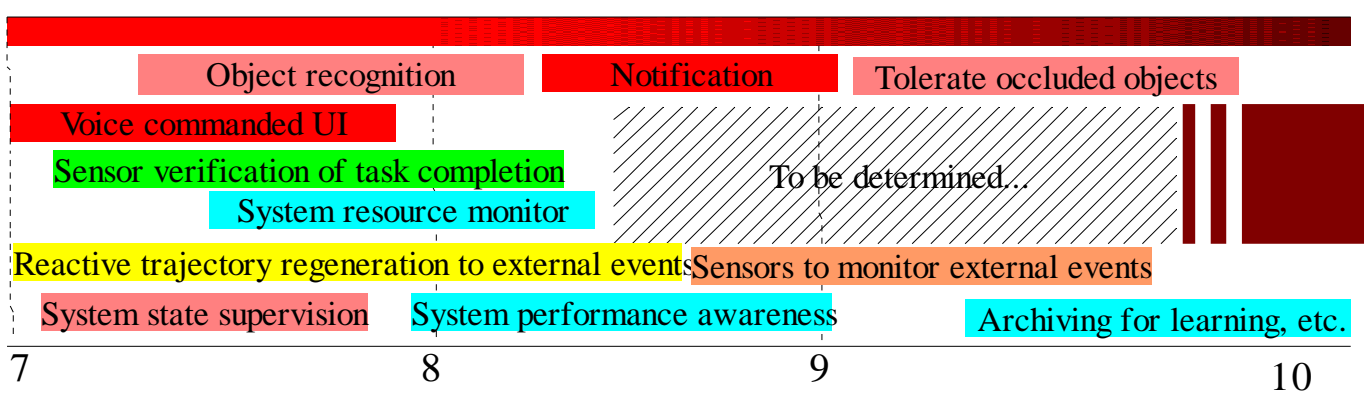 Object recognition
Notification
Tolerate occluded objects
Voice commanded UI
Sensor verification of task completion
To be determined...
System resource monitor
Reactive trajectory regeneration to external events
Sensors to monitor external events
System state supervision
System performance awareness
Archiving for learning, etc.
7
8
9
10